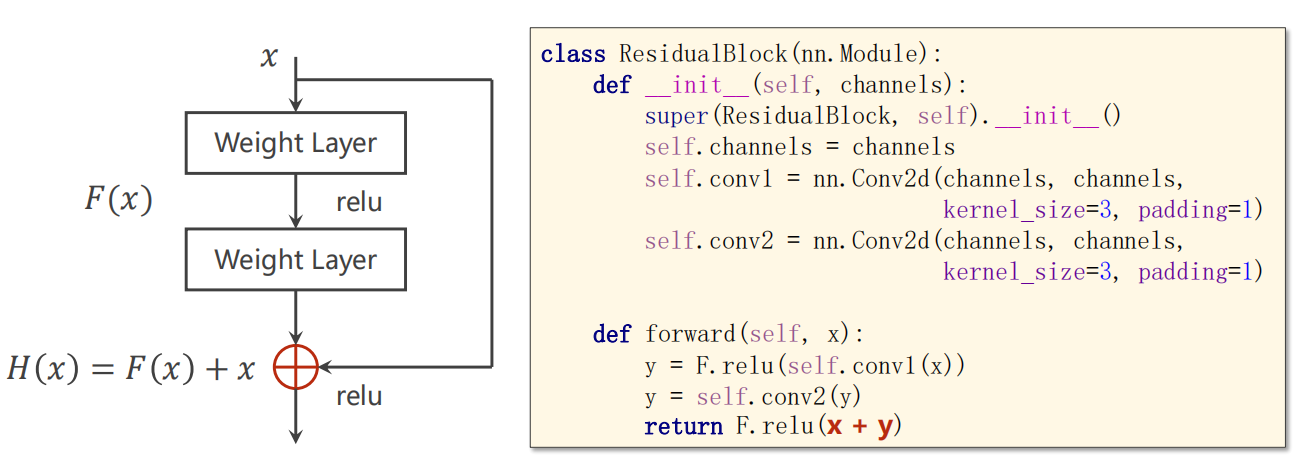 x
Weight Layer
F(x)
relu
Weight Layer
H(x) = F(x) + x
relu
class ResidualBlock(nn.Module):
    def __init__(self, channels):
        super(ResidualBlock, self).__init__()
        self.channels = channels
        self.conv1 = nn.Conv2d(channels, channels,
                               kernel_size=3, padding=1)
        self.conv2 = nn.Conv2d(channels, channels,
                               kernel_size=3, padding=1)
    def forward(self, x):
        y = F.relu(self.conv1(x))
        y = self.conv2(y)
        return F.relu(x + y)